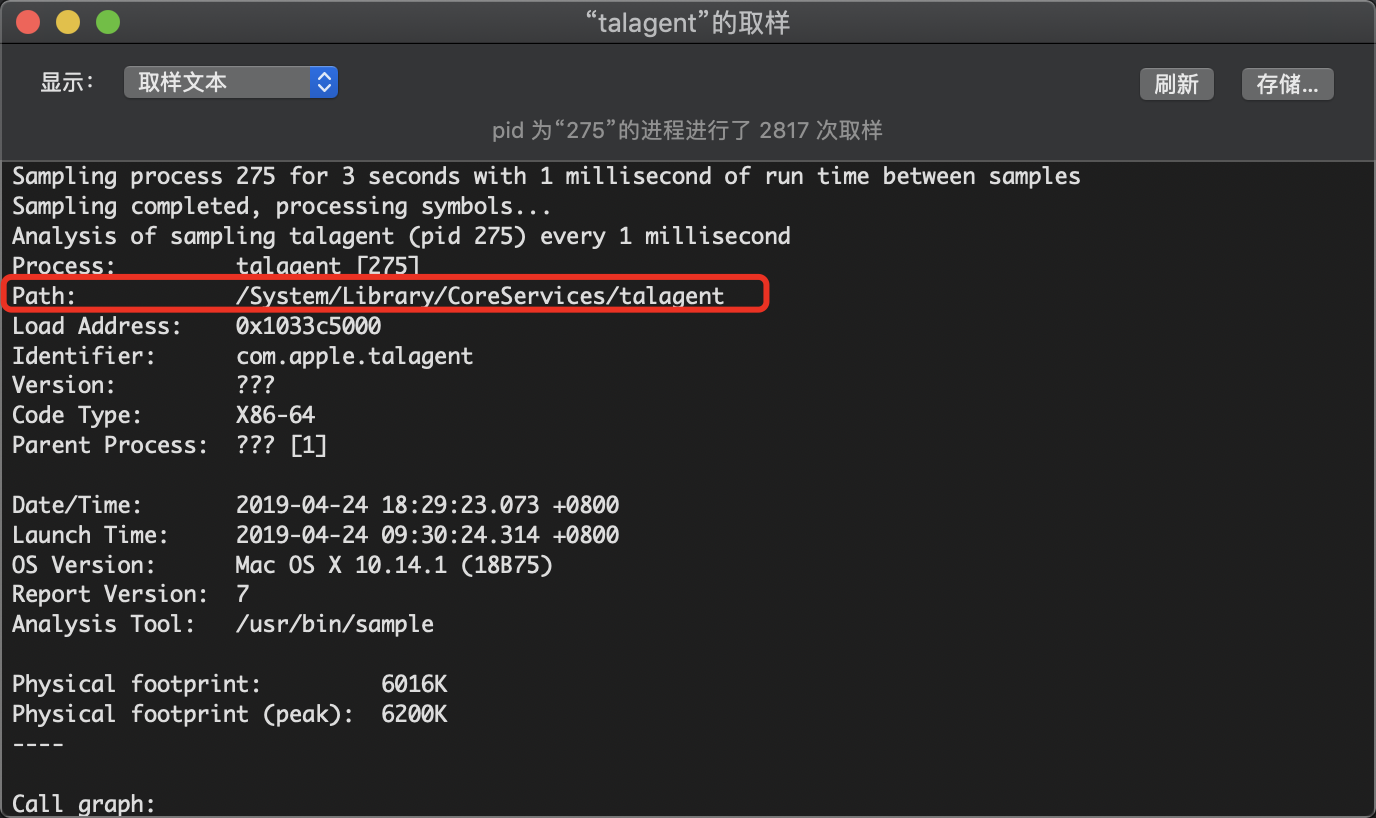 “talagent”的取样
显示：
取样文本
刷新
存储...
pid 为“275”的进程进行了 2817 次取样
Sampling process 275 for 3 seconds with 1 millisecond of run time between samples
Sampling completed, processing symbols...
Analysis of sampling talagent (pid 275) every 1 millisecond
Process: talagent [275]
Path: /System/Library/CoreServices/talagent
Load Address: 0x1033c5000
Identifier: com.apple.talagent
Version: ???
Code Type: X86-64
Parent Process: ??? [1]
Date/Time: 2019-04-24 18:29:23.073 +0800
Launch Time: 2019-04-24 09:30:24.314 +0800
OS Version: Mac OS X 10.14.1 (18B75)
Report Version: 7
Analysis Tool: /usr/bin/sample
Physical footprint: 6016K
Physical footprint (peak): 6200K
----
Call graph: